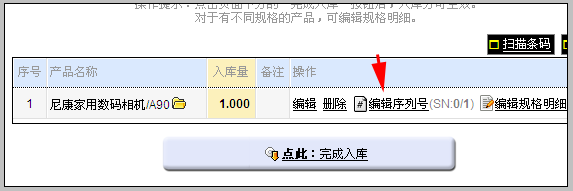 操作提示：点击页面下方的"完成入库"按钮后，入库方可生效。
对于有不同规格的产品，可编辑规格明细。
扫描条码
序号 产品名称 入库量 备注 操作
1 尼康家用数码相机/A90 1.000 编辑 删除 编辑序列号(SN:0/1) 编辑规格明细
点此：完成入库